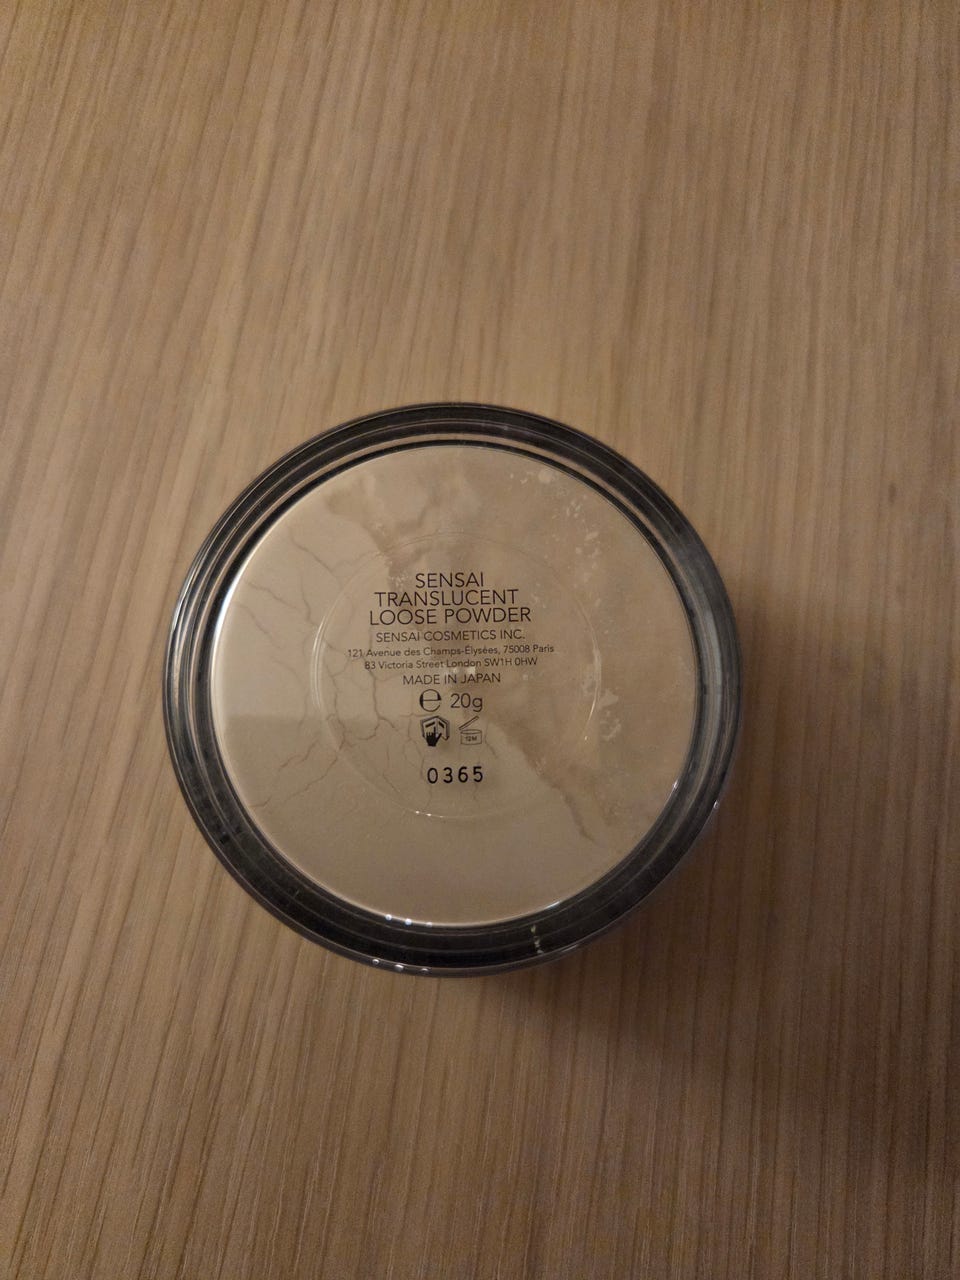 SENSAI
TRANSLUCENT
LOOSE POWDER
SENSAI COSMETICS INC.
121 Avenue des Champs-Élysées, 75008 Paris
83 Victoria Street London SW1H 0HW
MADE IN JAPAN
℮ 20g
12M
0365